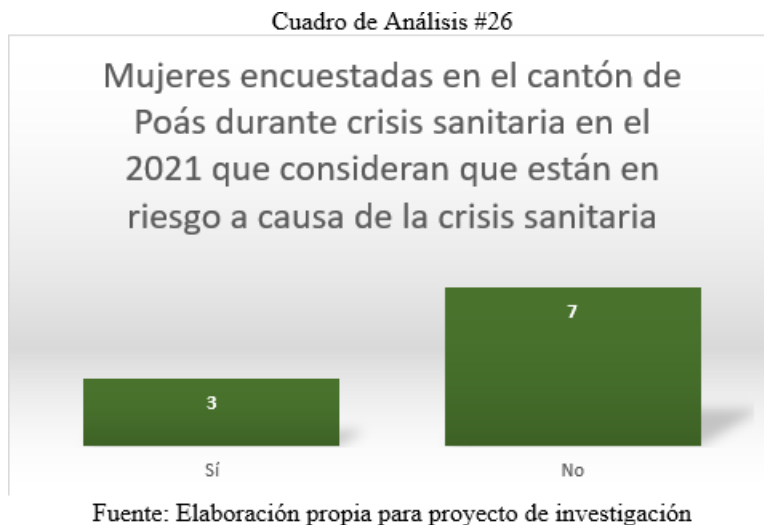 Cuadro de Análisis #26
Mujeres encuestadas en el cantón de
Poás durante crisis sanitaria en el
2021 que consideran que están en
riesgo a causa de la crisis sanitaria
3
7
Sí
No
Fuente: Elaboración propia para proyecto de investigación